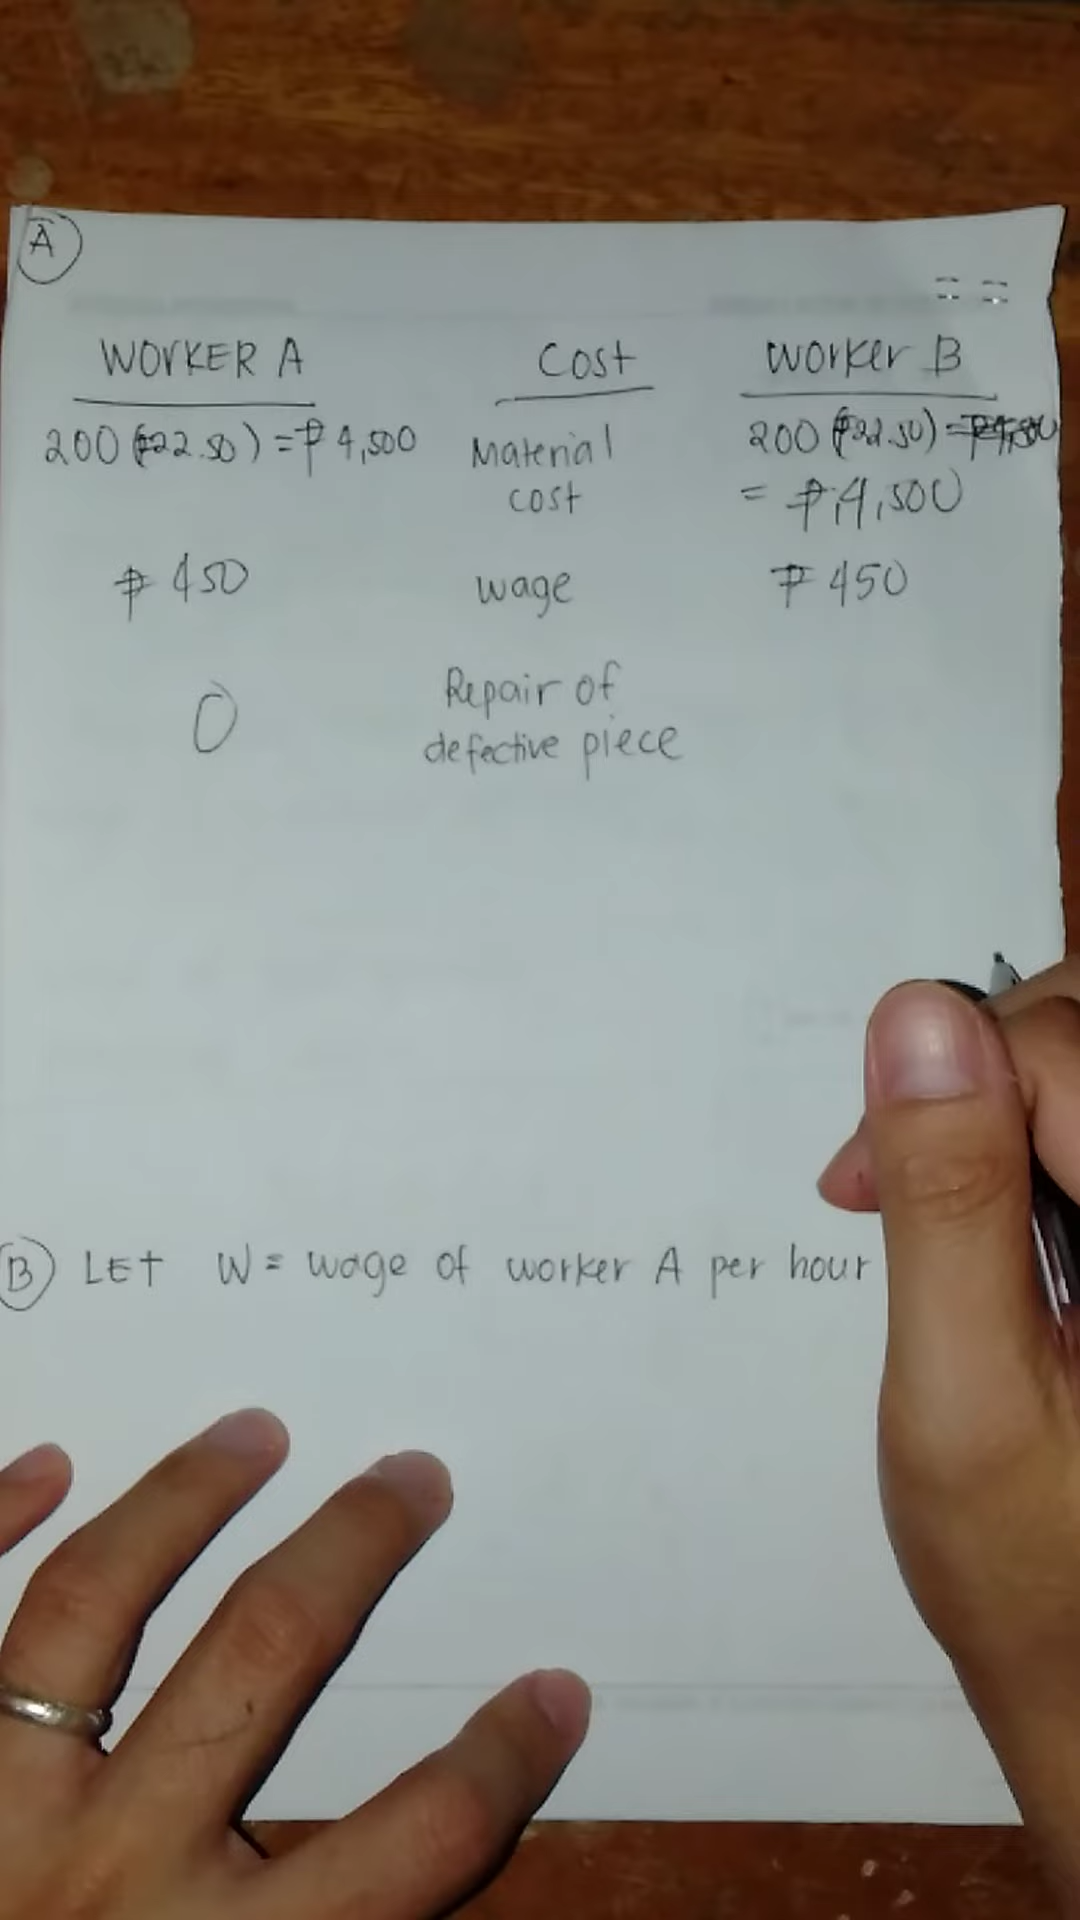 A
WORKER A Cost Worker B
200 (₱22.50) = ₱ 4,500 Material cost 200 (₱22.50) =
= ₱ 4,500
₱ 450 wage ₱ 450
0 Repair of defective piece
B LET W = wage of worker A per hour